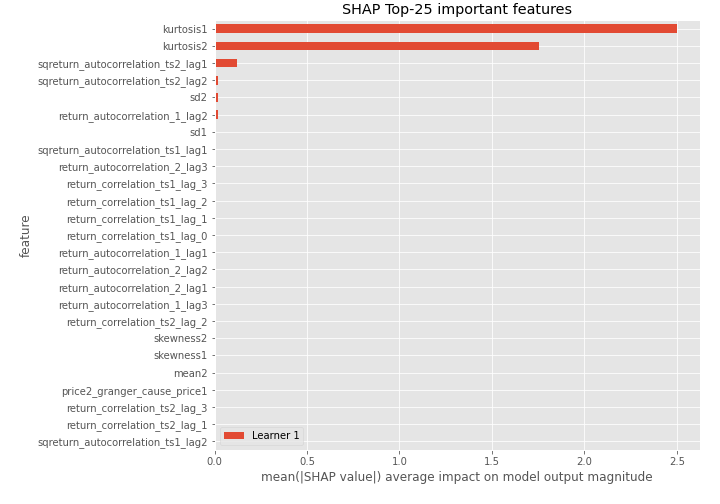 SHAP Top-25 important features
kurtosis1
kurtosis2
sqreturn_autocorrelation_ts2_lag1
sqreturn_autocorrelation_ts2_lag2
sd2
return_autocorrelation_1_lag2
sd1
sqreturn_autocorrelation_ts1_lag1
return_autocorrelation_2_lag3
return_correlation_ts1_lag_3
return_correlation_ts1_lag_2
return_correlation_ts1_lag_1
return_correlation_ts1_lag_0
return_autocorrelation_1_lag1
return_autocorrelation_2_lag2
return_autocorrelation_2_lag1
return_autocorrelation_1_lag3
return_correlation_ts2_lag_2
skewness2
skewness1
mean2
price2_granger_cause_price1
return_correlation_ts2_lag_3
return_correlation_ts2_lag_1
sqreturn_autocorrelation_ts1_lag2
feature
Learner 1
0.0 0.5 1.0 1.5 2.0 2.5
mean(|SHAP value|) average impact on model output magnitude